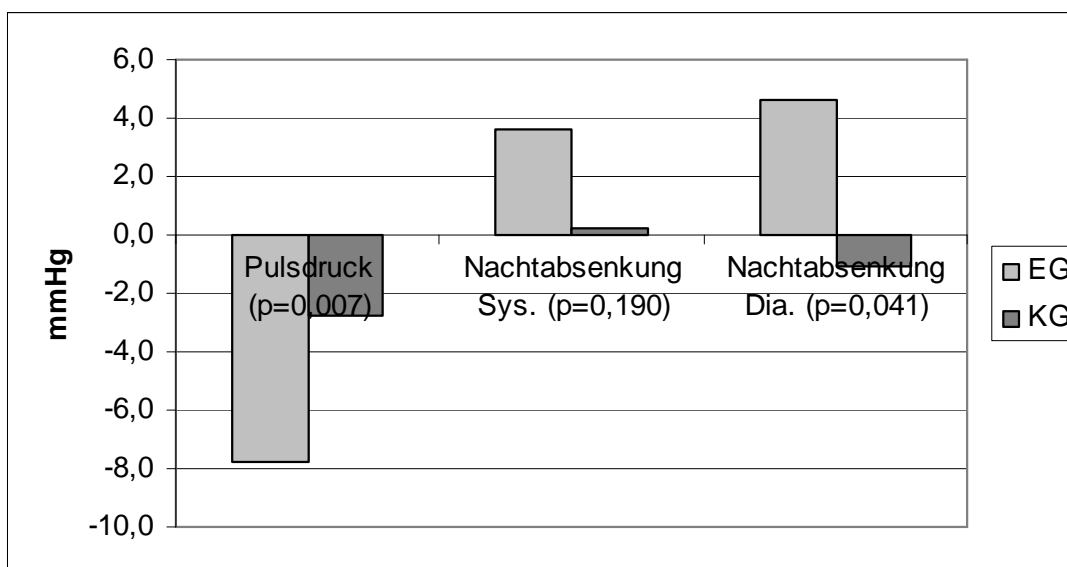 6,0
4,0
2,0
0,0
-2,0
-4,0
-6,0
-8,0
-10,0
mmHg
Pulsdruck
(p=0,007)
Nachtabsenkung
Sys. (p=0,190)
Nachtabsenkung
Dia. (p=0,041)
EG
KG